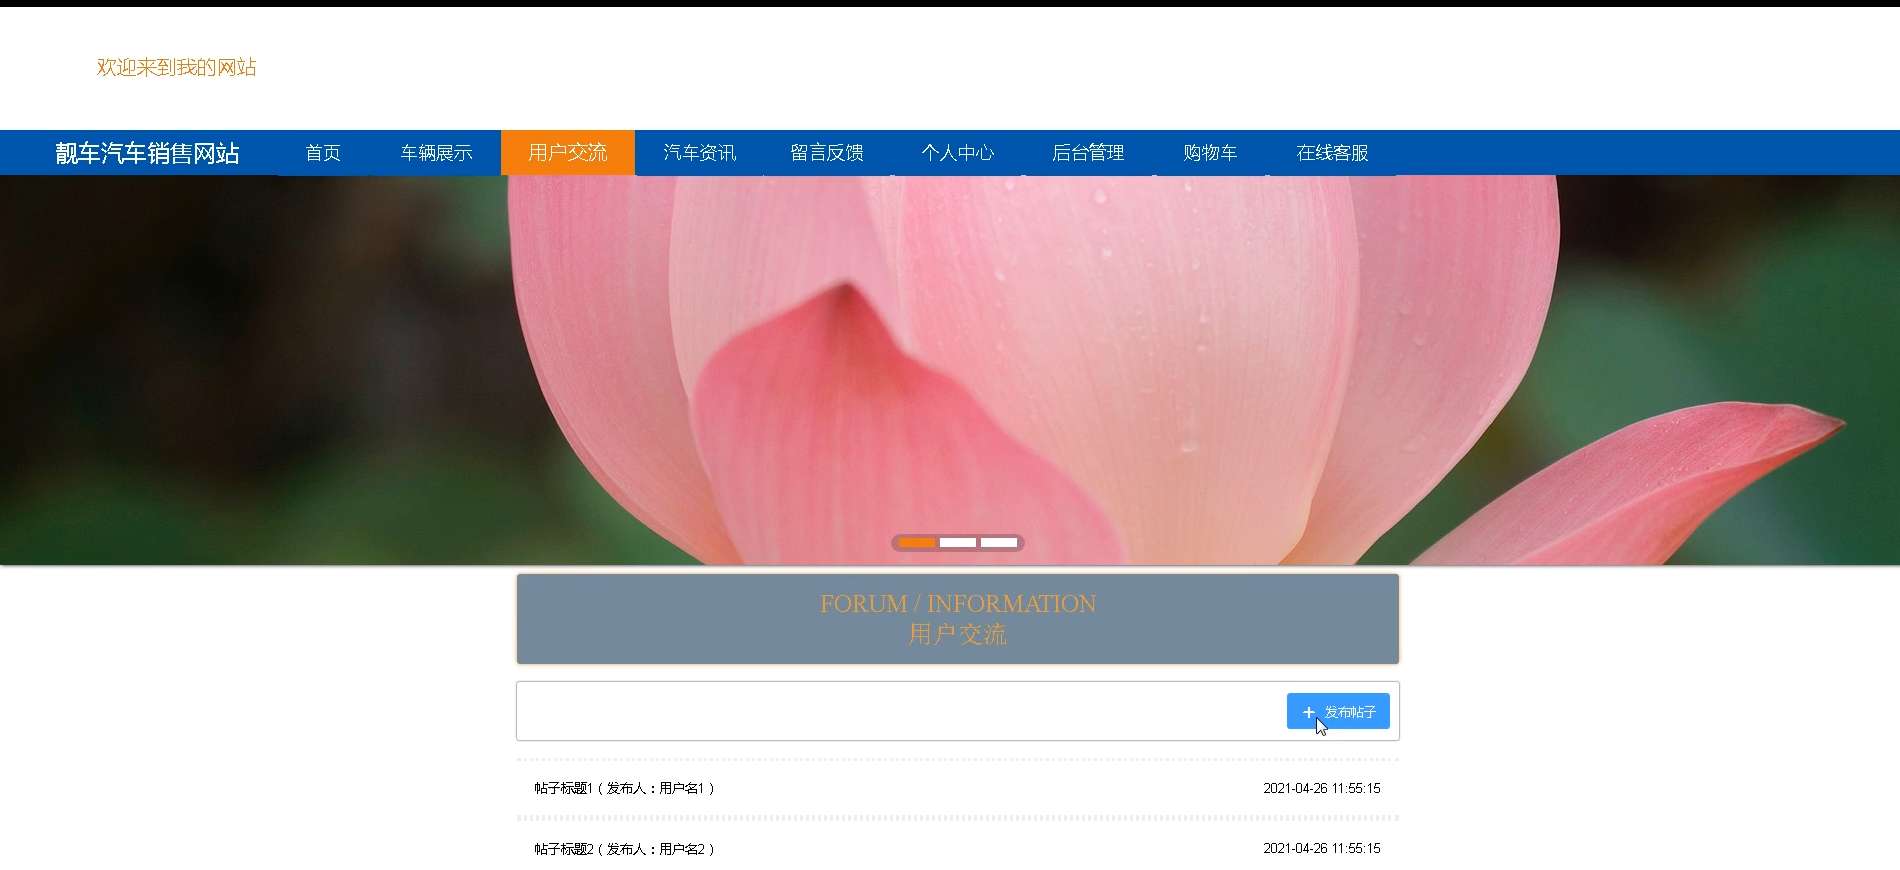 欢迎来到我的网站
靓车汽车销售网站 首页 车辆展示 用户交流 汽车资讯 留言反馈 个人中心 后台管理 购物车 在线客服
FORUM / INFORMATION
用户交流
+ 发布帖子
帖子标题1（发布人：用户名1） 2021-04-26 11:55:15
帖子标题2（发布人：用户名2） 2021-04-26 11:55:15